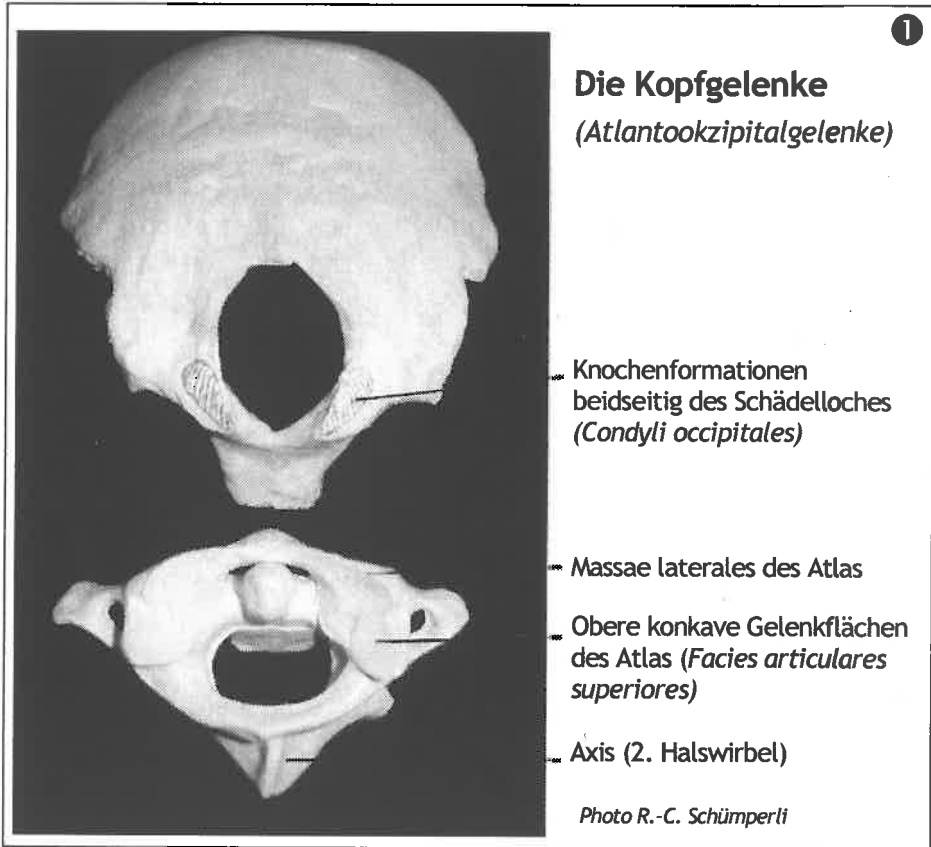 1
Die Kopfgelenke
(Atlantookzipitalgelenke)
Knochenformationen
beidseitig des Schädelloches
(Condyli occipitales)
Massae laterales des Atlas
Obere konkave Gelenkflächen
des Atlas (Facies articulares
superiores)
Axis (2. Halswirbel)
Photo R.-C. Schümperli